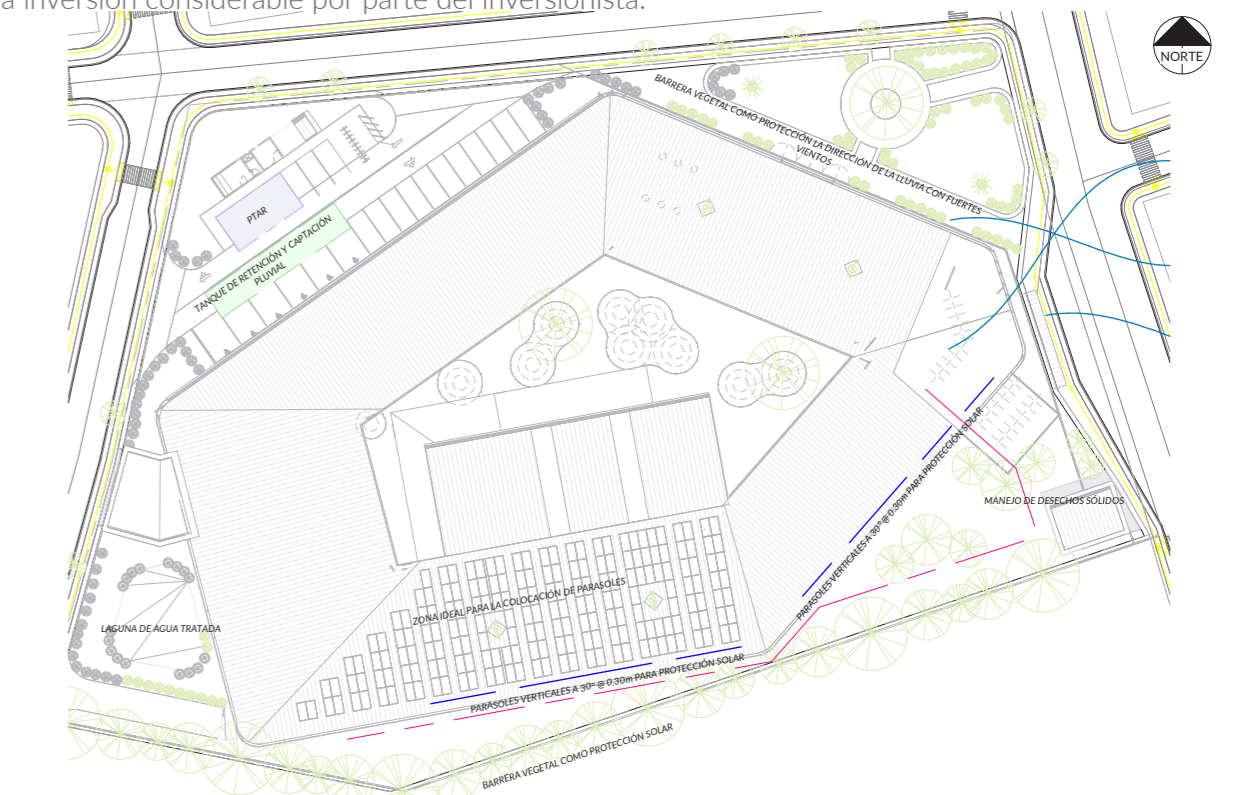 a inversión considerable por parte del inversionista.
NORTE
BARRERA VEGETAL COMO PROTECCIÓN LA DIRECCIÓN DE LA LLUVIA CON FUERTES
VIENTOS
PTAR
TANQUE DE RETENCIÓN Y CAPTACIÓN
PLUVIAL
PARASOLES VERTICALES A 30° @ 0.30m PARA PROTECCIÓN SOLAR
MANEJO DE DESECHOS SÓLIDOS
ZONA IDEAL PARA LA COLOCACIÓN DE PARASOLES
LAGUNA DE AGUA TRATADA
PARASOLES VERTICALES A 30° @ 0.30m PARA PROTECCIÓN SOLAR
BARRERA VEGETAL COMO PROTECCIÓN SOLAR